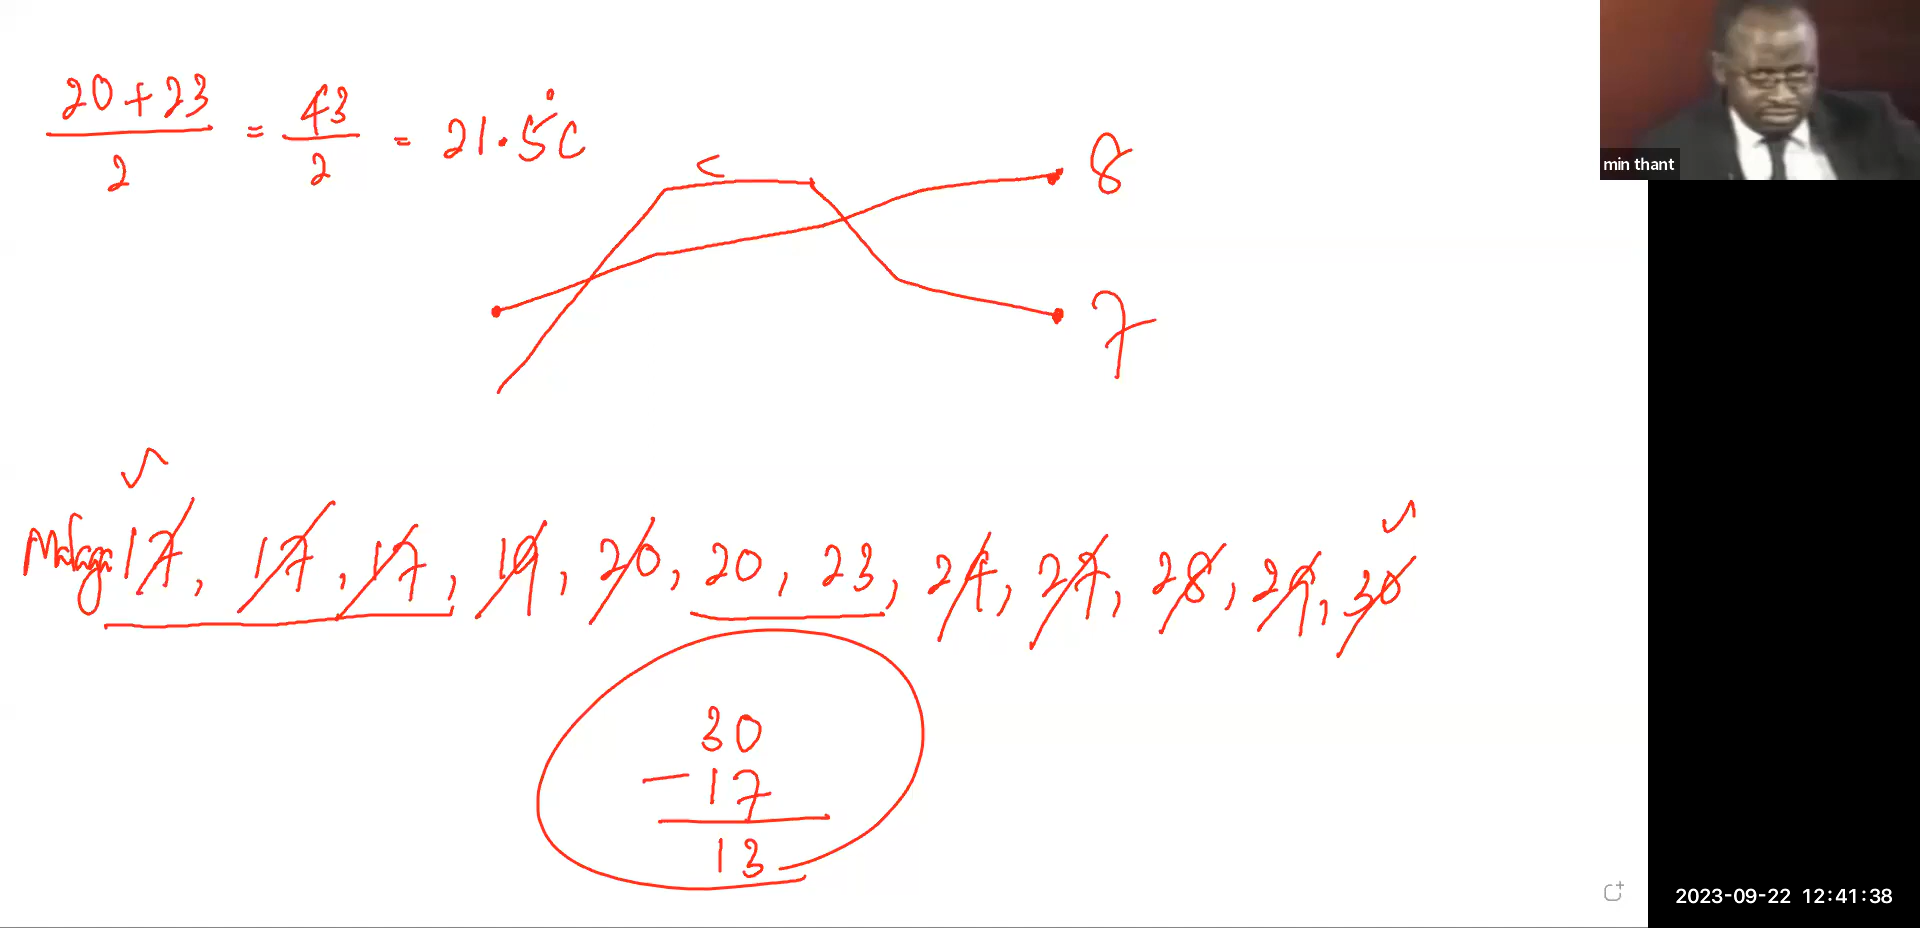 20+23
2
= 43
2
= 21.5°C
c
8
7
min thant
Malaga: 17, 17, 17, 19, 20, 20, 23, 24, 27, 28, 29, 30
30
- 17
13
2023-09-22 12:41:38